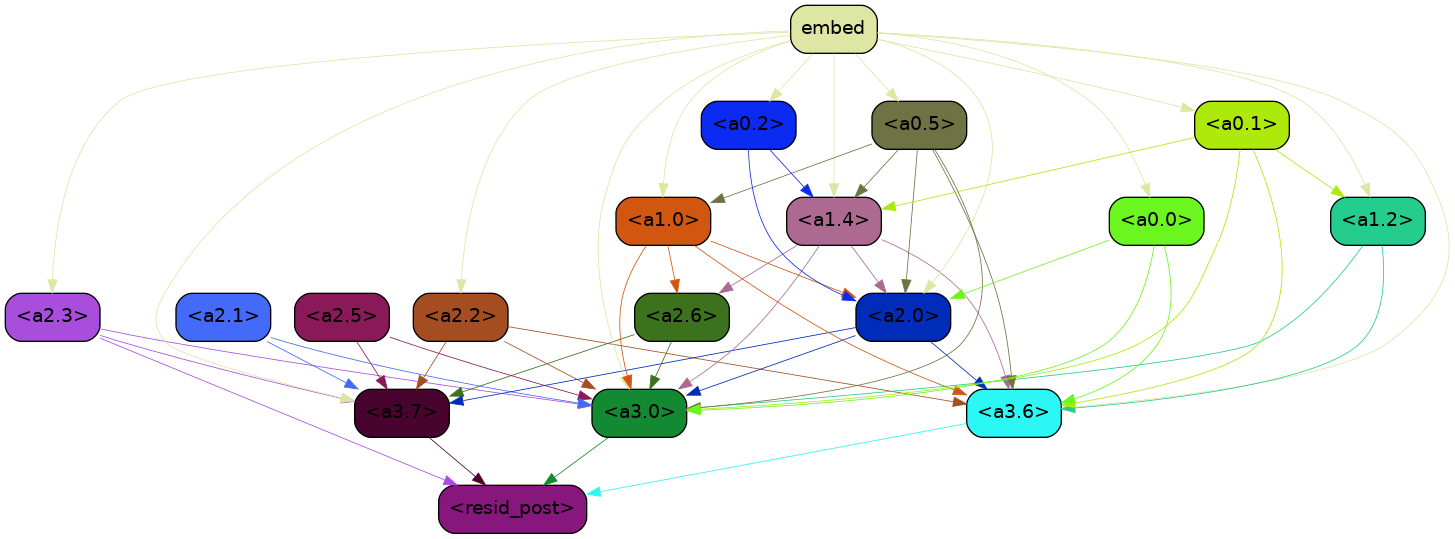 embed
<a0.2>
<a0.5>
<a0.1>
<a1.0>
<a1.4>
<a0.0>
<a1.2>
<a2.3>
<a2.1>
<a2.5>
<a2.2>
<a2.6>
<a2.0>
<a3.7>
<a3.0>
<a3.6>
<resid_post>